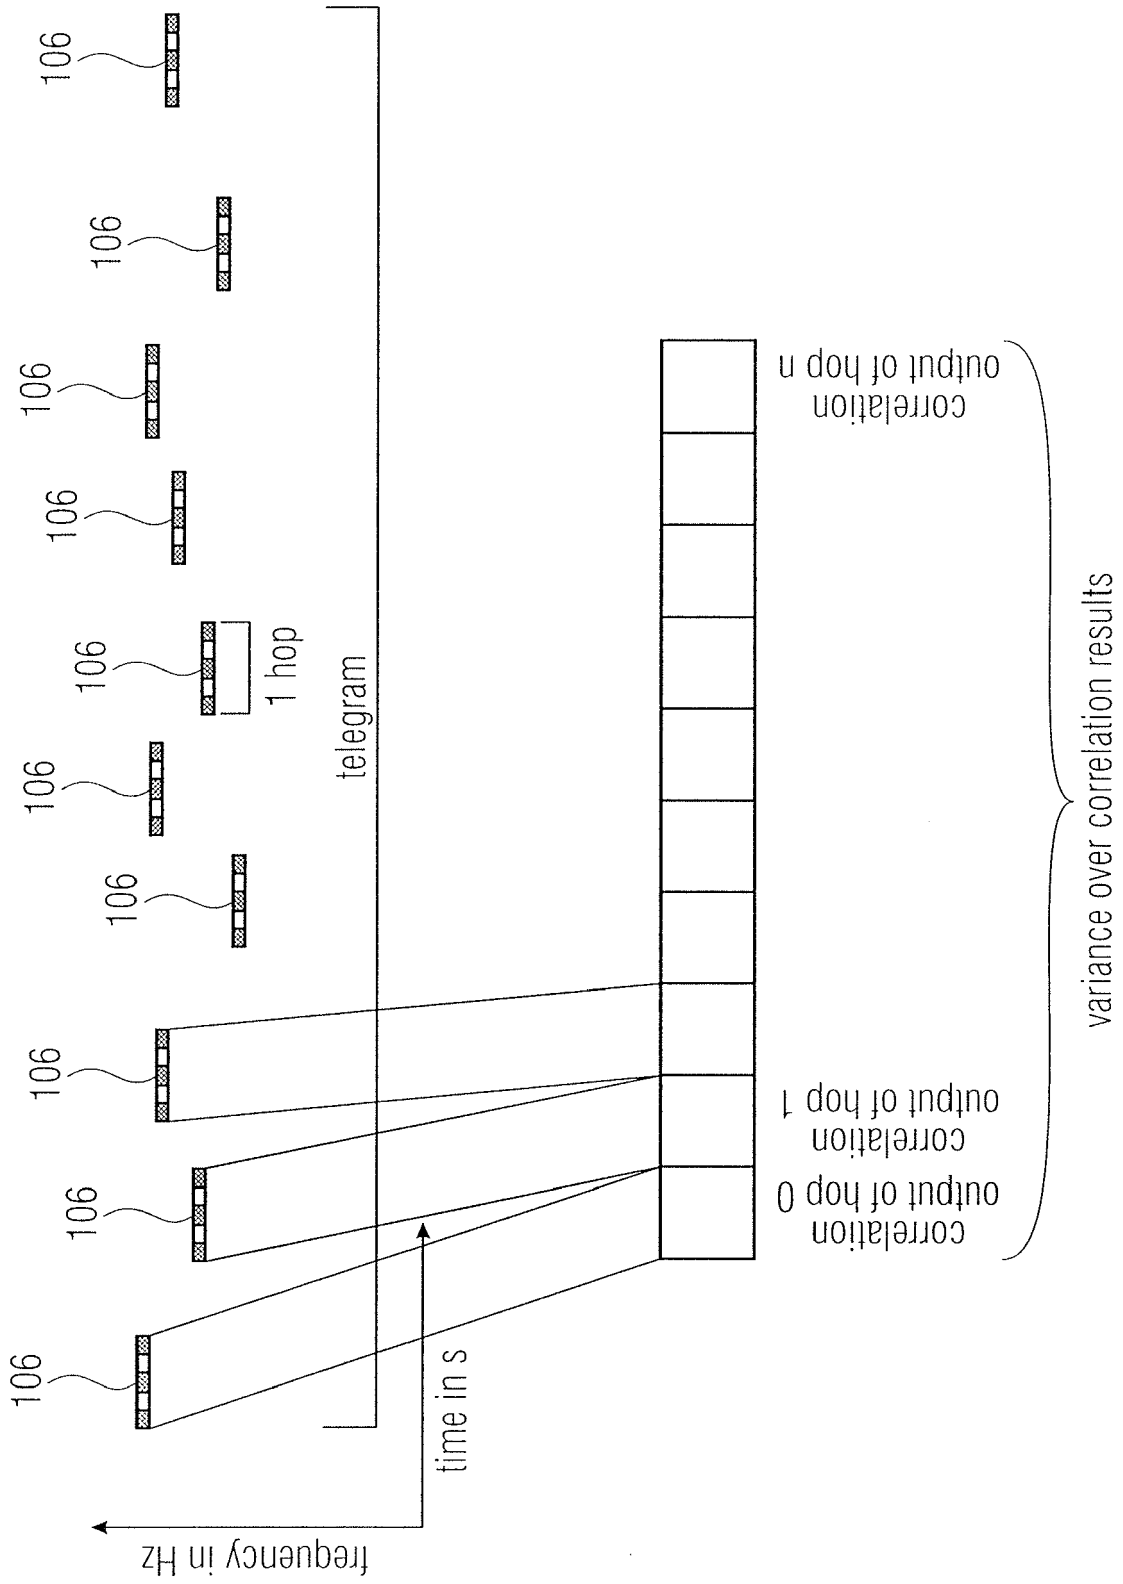 106
106
106
106
106
106
106
106
106
106
1 hop
telegram
frequency in Hz
time in s
correlation
output of hop 0
correlation
output of hop 1
correlation
output of hop n
variance over correlation results